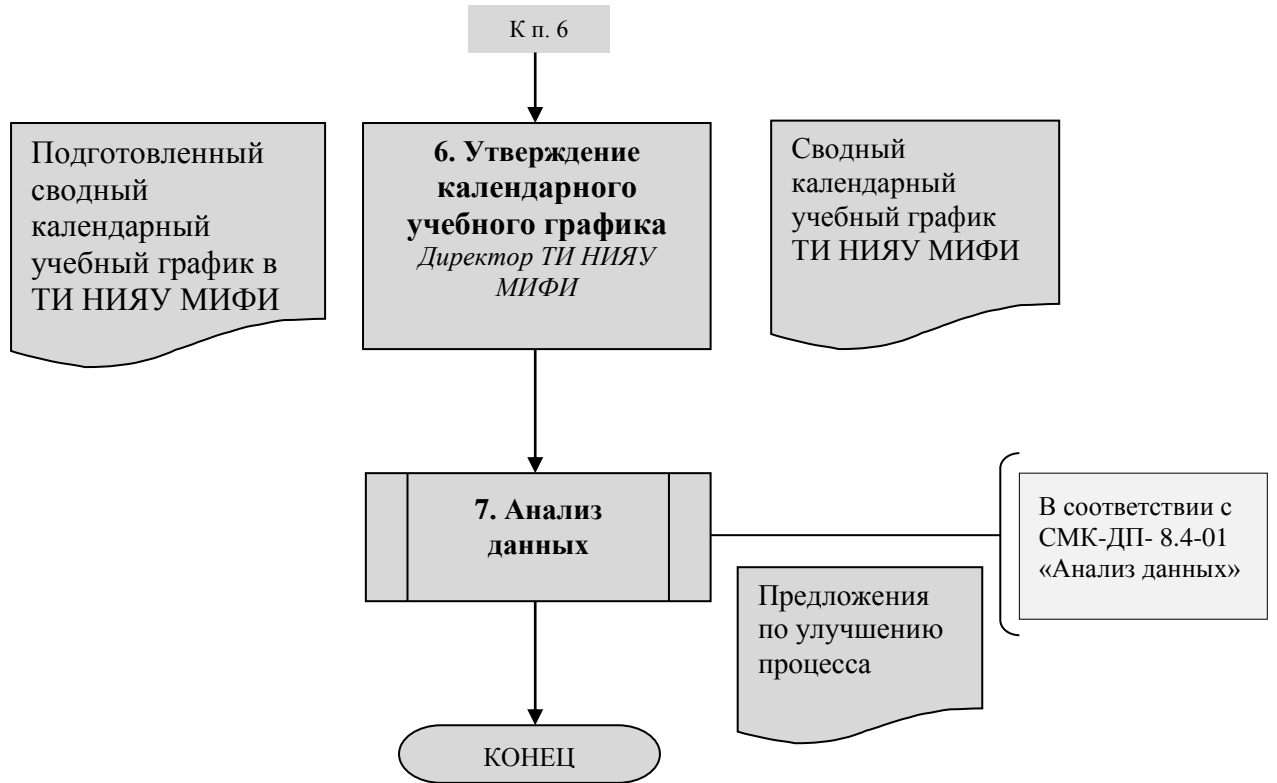 К п. 6
Подготовленный
сводный
календарный
учебный график в
ТИ НИЯУ МИФИ
6. Утверждение
календарного
учебного графика
Директор ТИ НИЯУ
МИФИ
Сводный
календарный
учебный график
ТИ НИЯУ МИФИ
7. Анализ
данных
В соответствии с
СМК-ДП- 8.4-01
«Анализ данных»
Предложения
по улучшению
процесса
КОНЕЦ